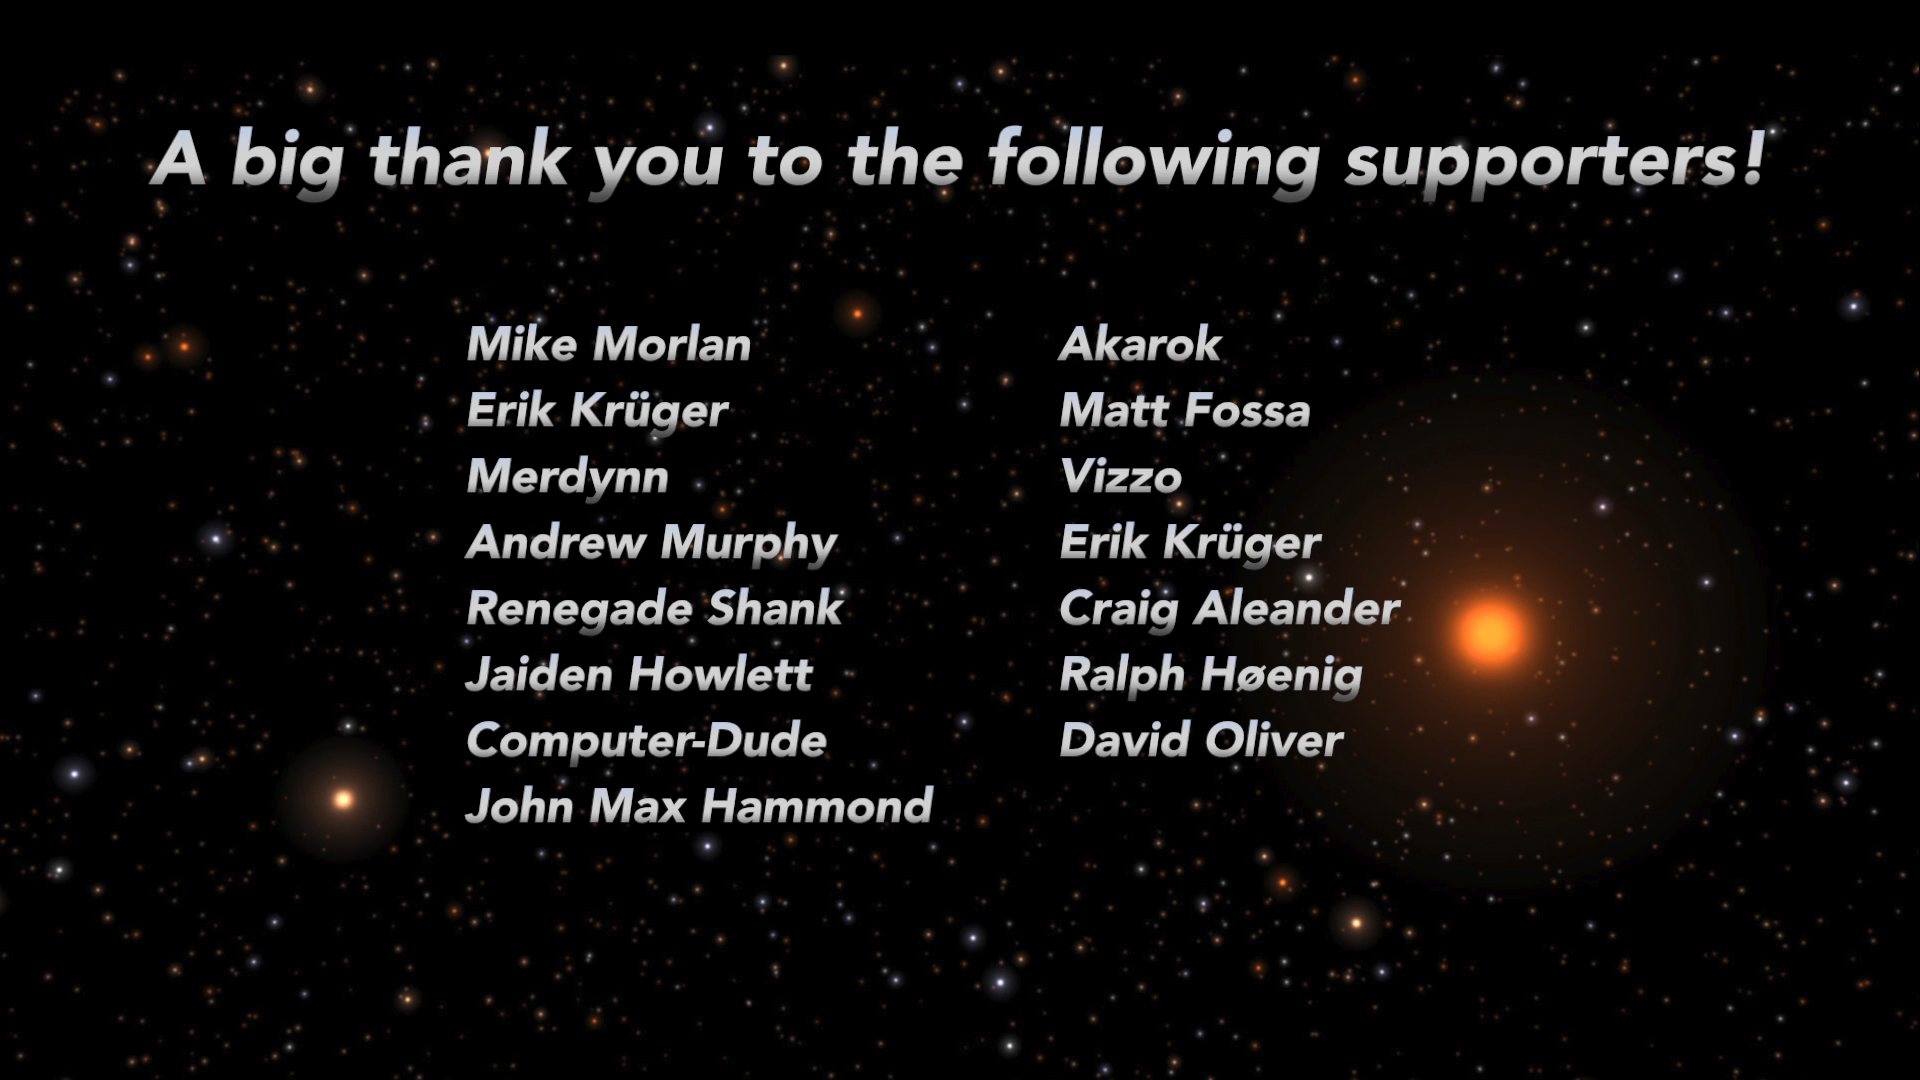 A big thank you to the following supporters!
Mike Morlan
Erik Krüger
Merdynn
Andrew Murphy
Renegade Shank
Jaiden Howlett
Computer-Dude
John Max Hammond
Akarok
Matt Fossa
Vizzo
Erik Krüger
Craig Aleander
Ralph Høenig
David Oliver